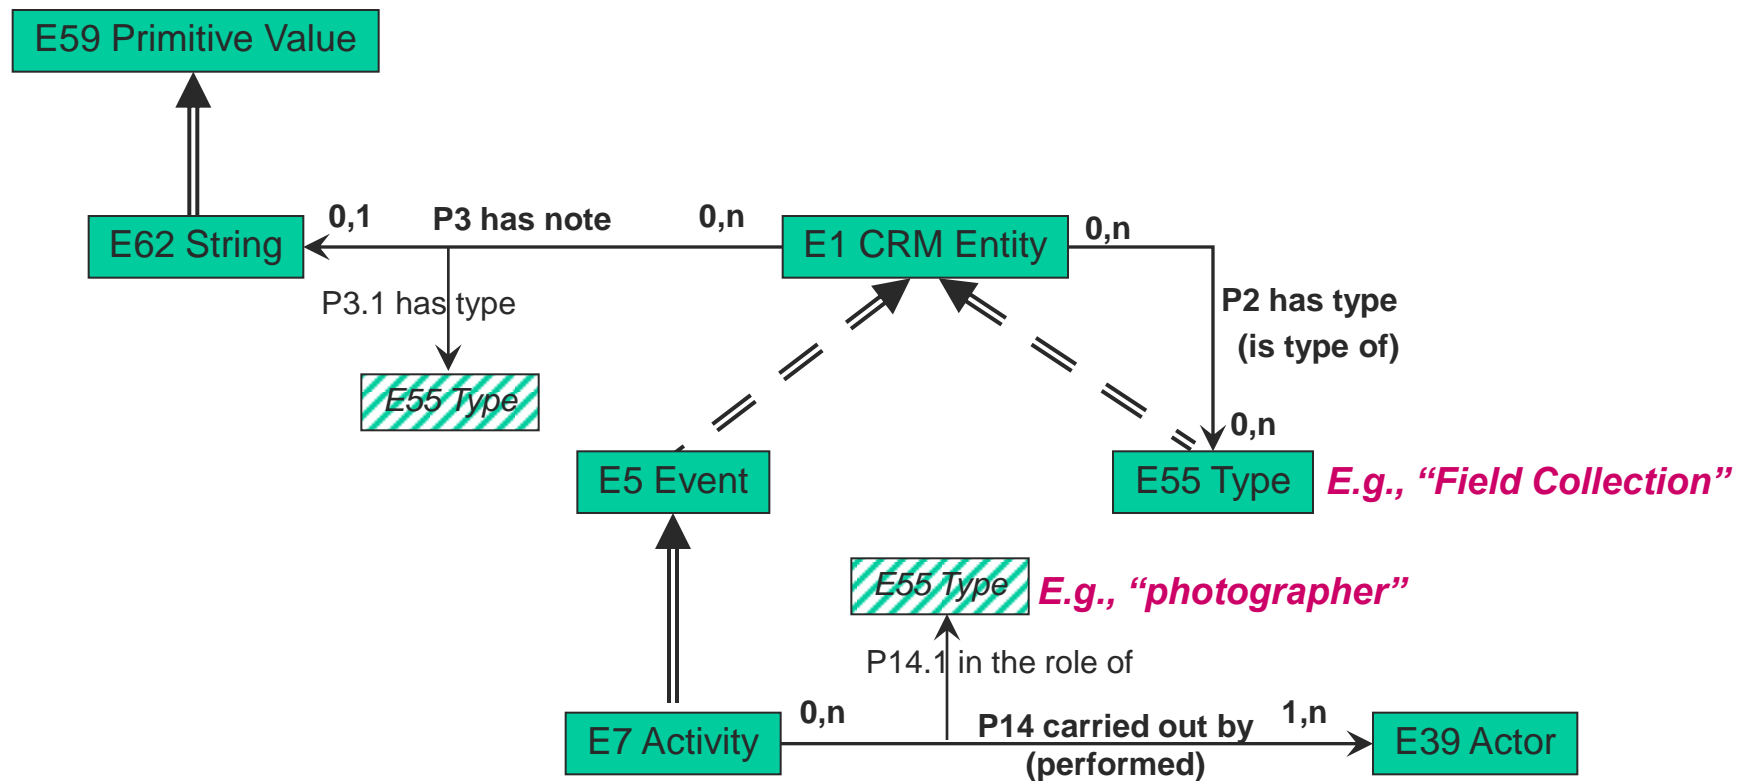 E59 Primitive Value
0,1
P3 has note
0,n
E62 String
E1 CRM Entity
0,n
P3.1 has type
P2 has type
(is type of)
E55 Type
0,n
E5 Event
E55 Type
E.g., “Field Collection”
E55 Type
E.g., “photographer”
P14.1 in the role of
0,n
P14 carried out by
1,n
E7 Activity
E39 Actor
(performed)